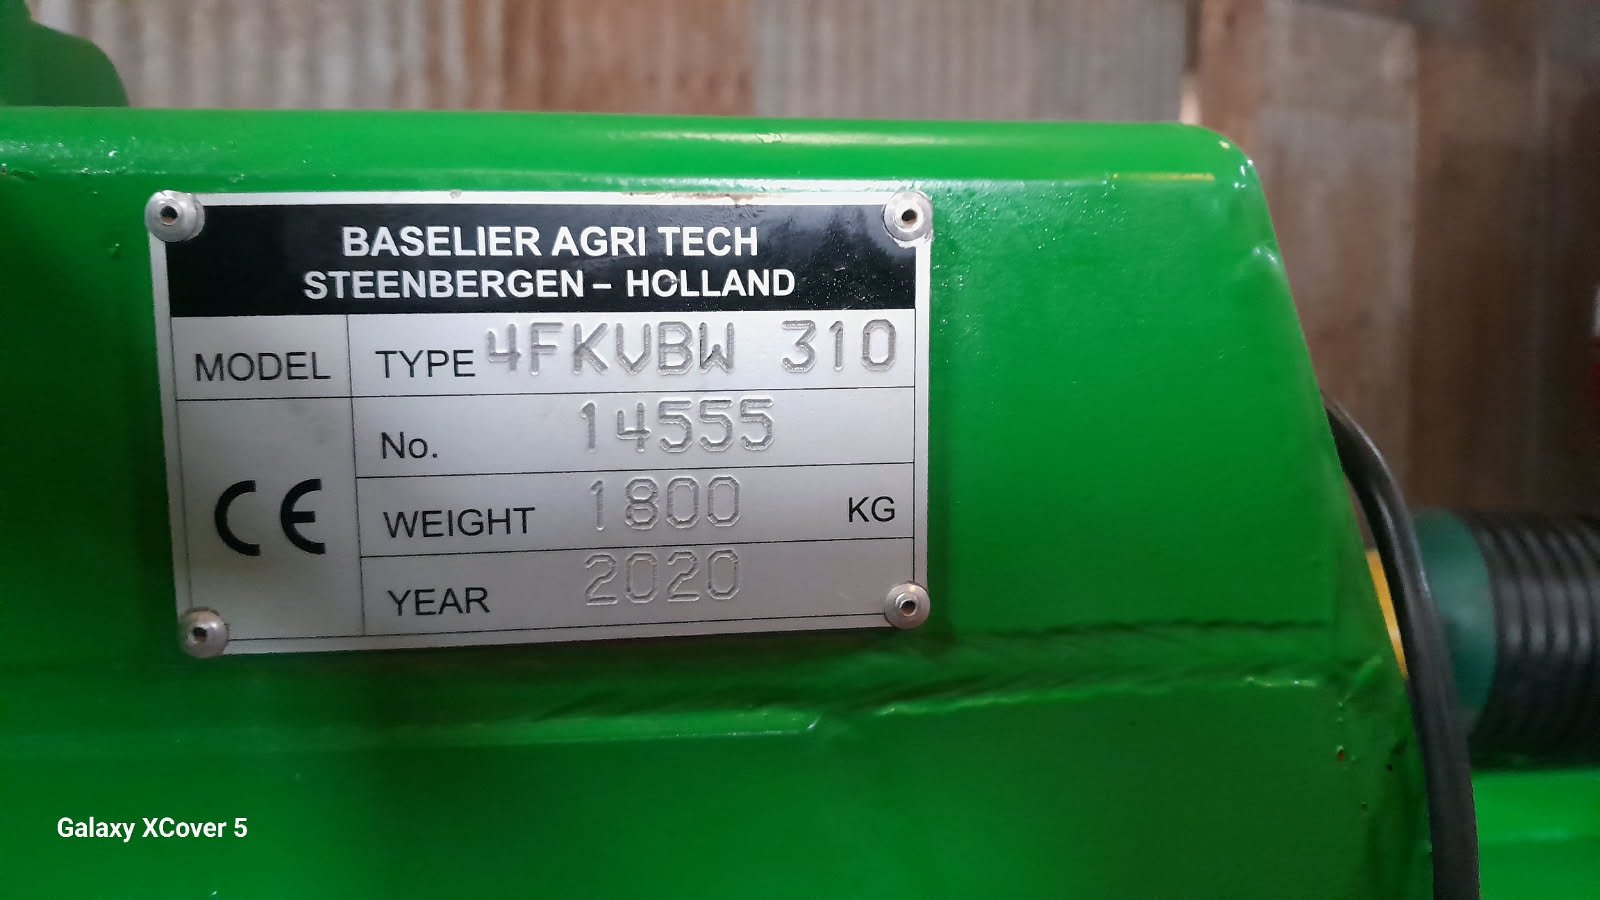 BASELIER AGRI TECH
STEENBERGEN – HOLLAND
MODEL TYPE 4FKVBW 310
No. 14555
CE
WEIGHT 1800 KG
YEAR 2020
Galaxy XCover 5